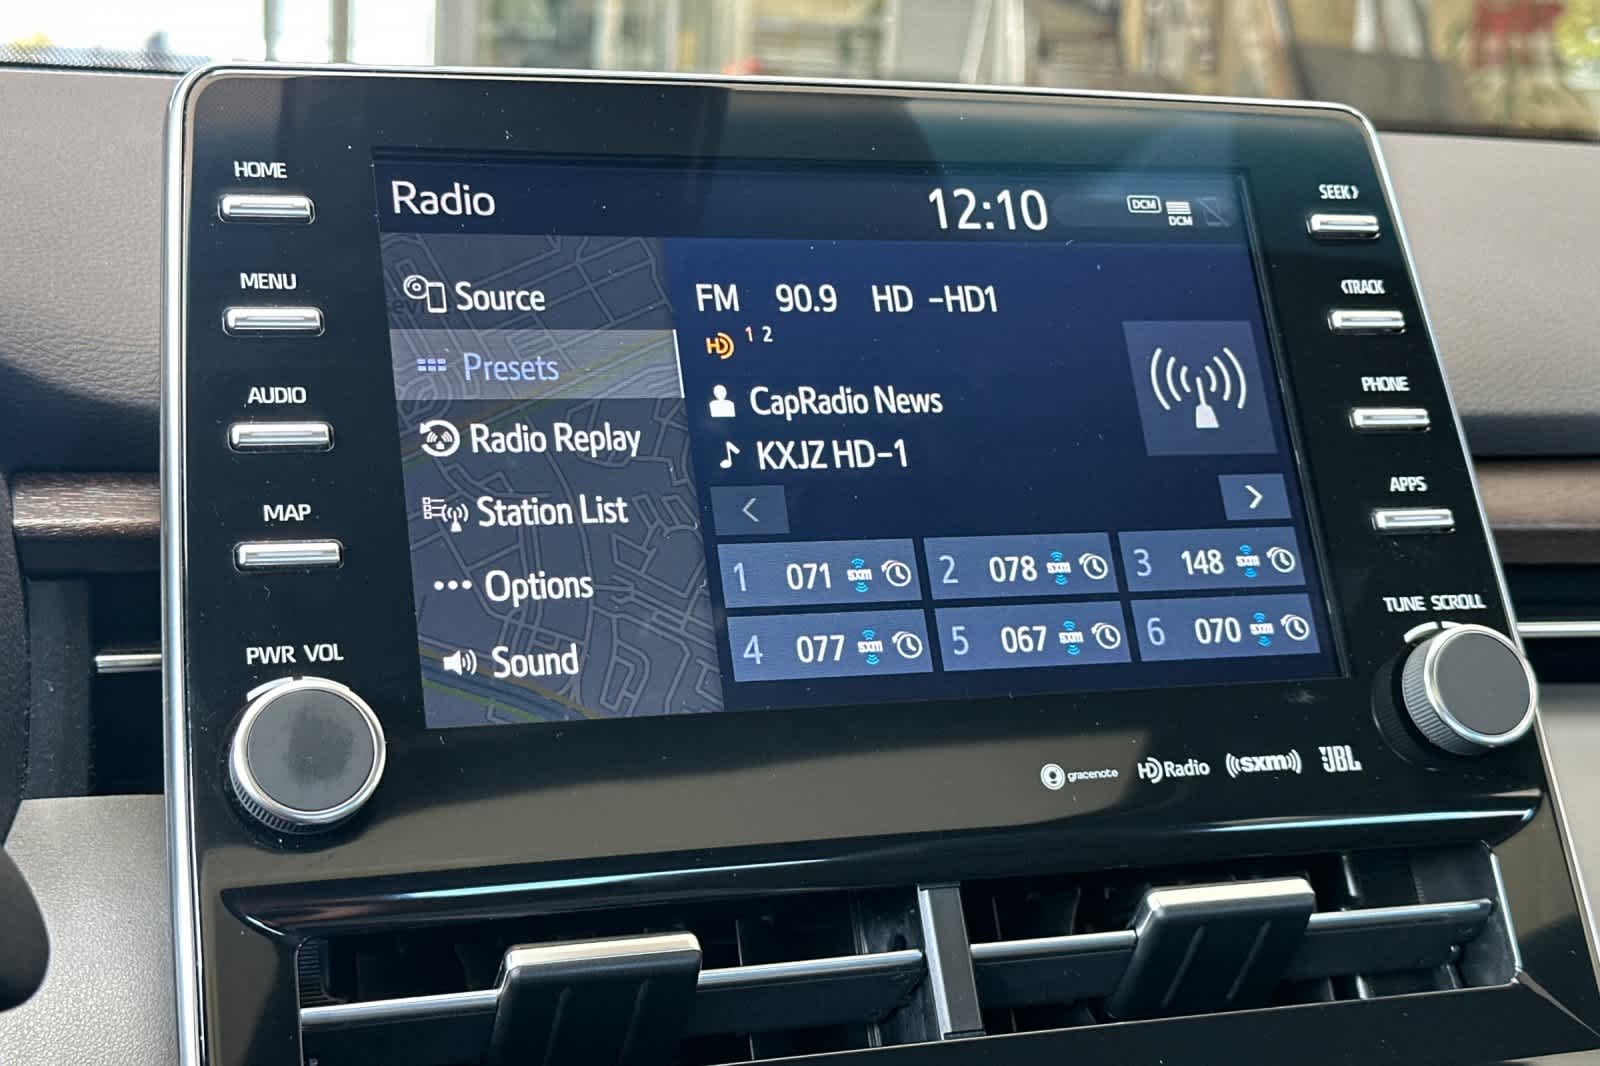 HOME
MENU
AUDIO
MAP
PWR VOL
Radio
12:10
DCM
DCM
Source
Presets
Radio Replay
Station List
Options
Sound
FM 90.9 HD -HD1
HD 1 2
CapRadio News
KXJZ HD-1
<
>
1 071 sxm
2 078 sxm
3 148 sxm
4 077 sxm
5 067 sxm
6 070 sxm
SEEK>
<TRACK
PHONE
APPS
TUNE SCROLL
gracenote
HD Radio
((sxm))
JBL